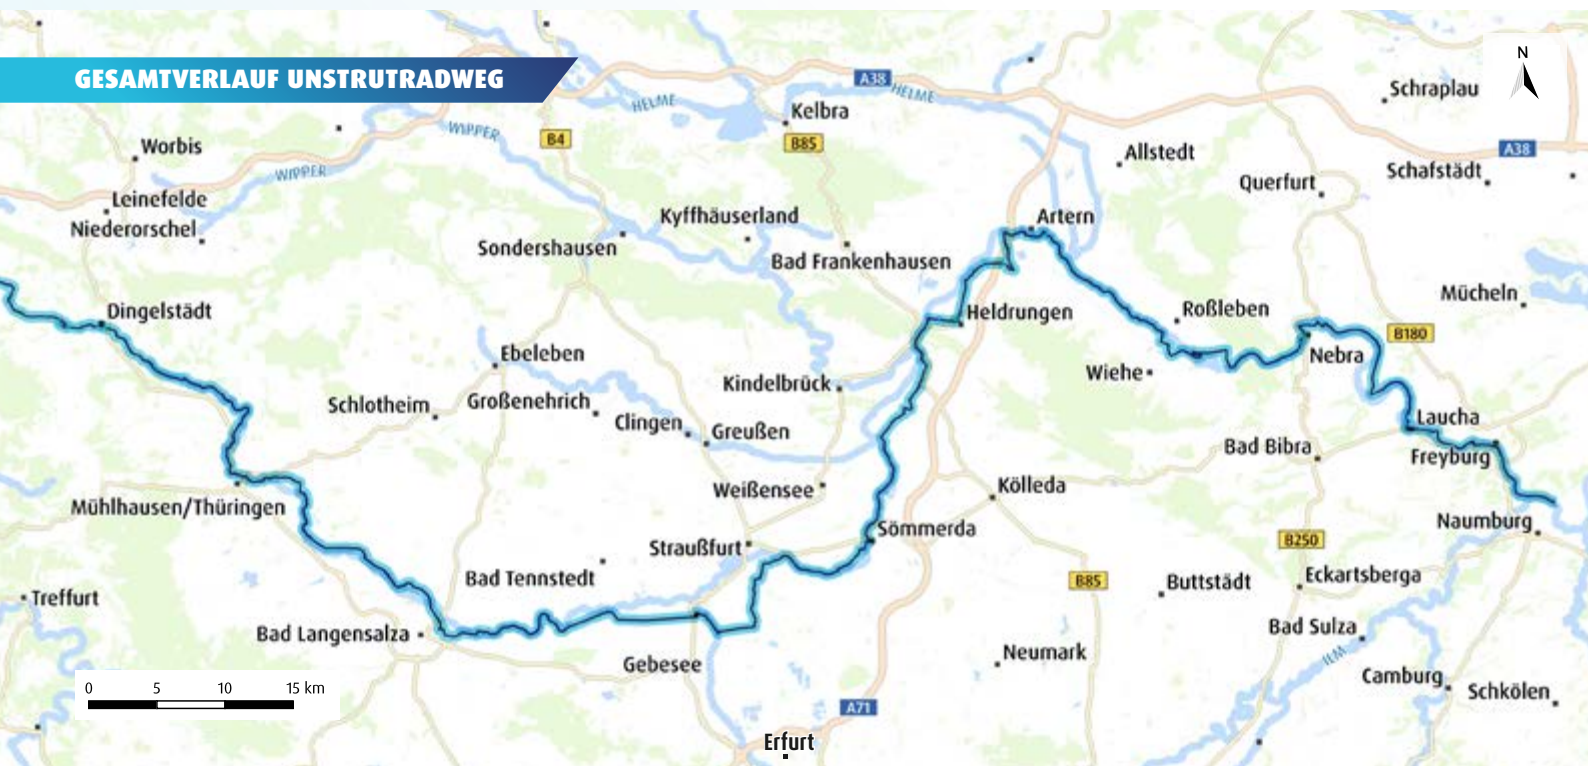 GESAMTVERLAUF UNSTRUTRADWEG
N
A38
HELME
HELME
Schraplau
Kelbra
WIPPER
B4
B85
Worbis
Allstedt
A38
WIPPER
Schafstädt
Querfurt
Leinefelde
Kyffhäuserland
Artern
Niederorschel
Sondershausen
Bad Frankenhausen
Mücheln
Dingelstädt
Heldrungen
Roßleben
B180
Ebeleben
Nebra
Wiehe
Kindelbrück
Schlotheim
Großenehrich
Clingen
Greußen
Laucha
Bad Bibra
Freyburg
Weißensee
Kölleda
Mühlhausen/Thüringen
Naumburg
Sömmerda
Straußfurt
B250
Bad Tennstedt
B85
Buttstädt
Eckartsberga
Treffurt
Bad Langensalza
Bad Sulza
Neumark
ILM
Gebesee
Camburg
Schkölen
0 5 10 15 km
A71
Erfurt